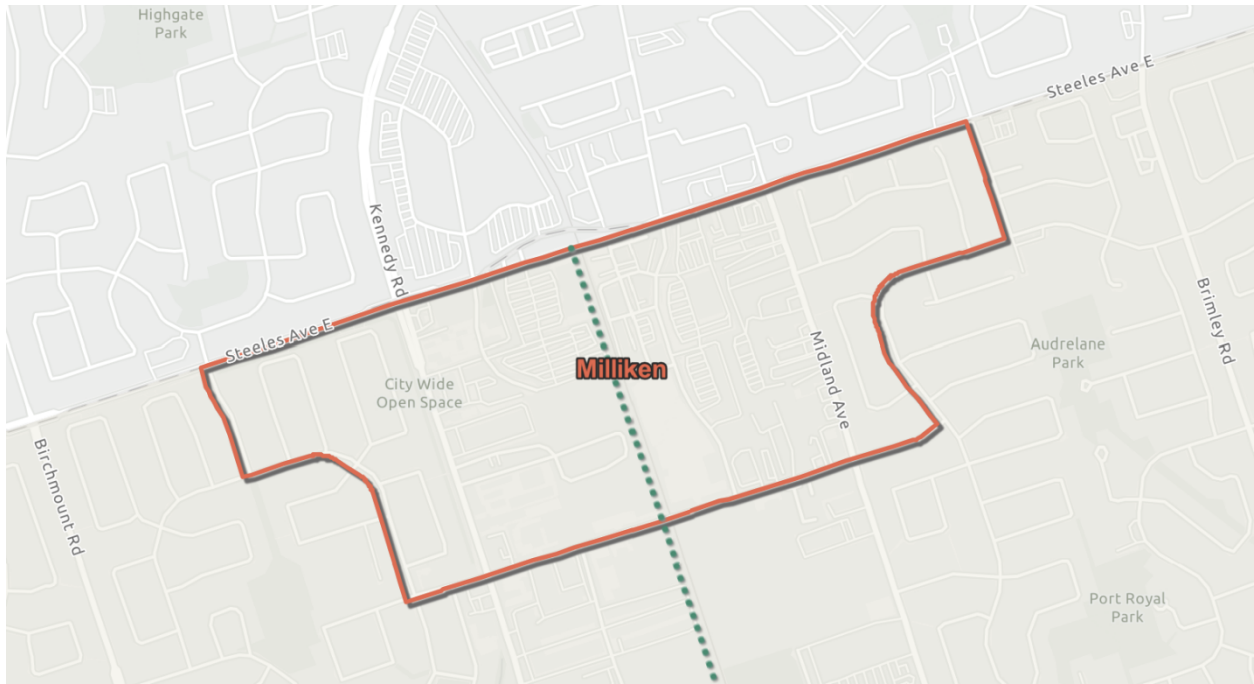 Highgate
Park
Steeles Ave E
Kennedy Rd
Steeles Ave E
Brimley Rd
Midland Ave
Audrelane
Park
Milliken
City Wide
Open Space
Birchmount Rd
Port Royal
Park